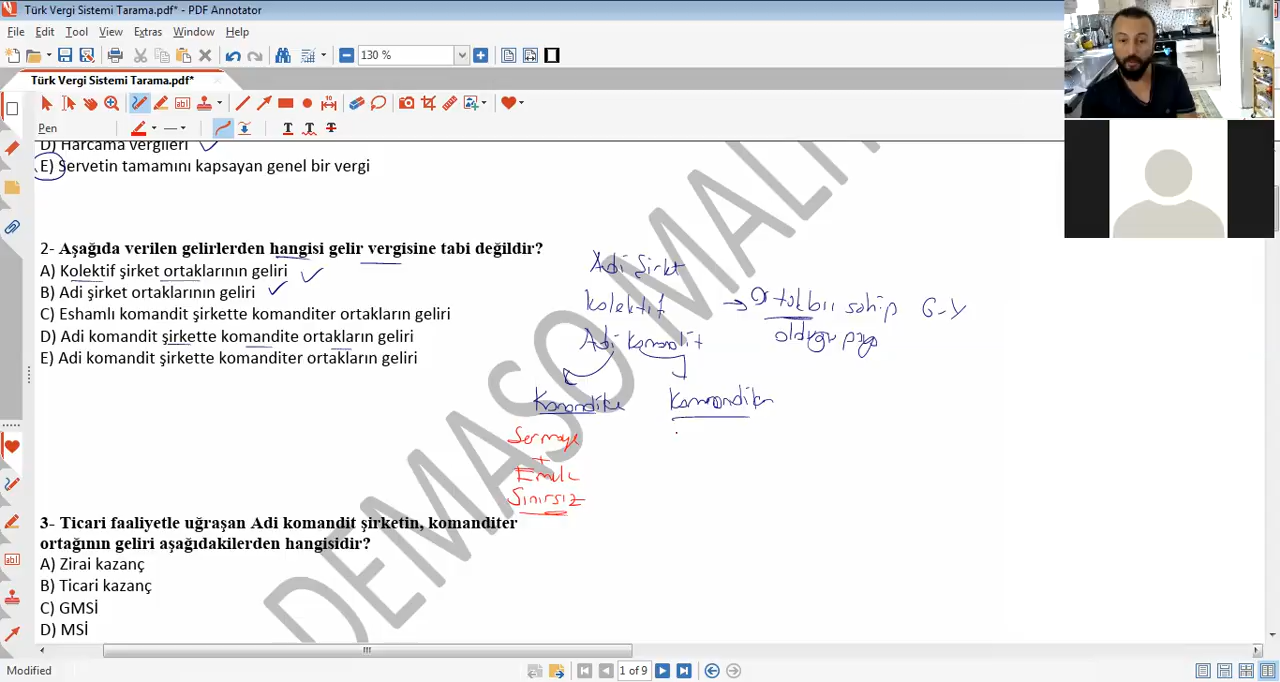 Türk Vergi Sistemi Tarama.pdf* - PDF Annotator
File Edit Tool View Extras Window Help
130 %
Türk Vergi Sistemi Tarama.pdf*
Pen
D) Harcama vergileri
E) Servetin tamamını kapsayan genel bir vergi
2- Aşağıda verilen gelirlerden hangisi gelir vergisine tabi değildir?
A) Kolektif şirket ortaklarının geliri
B) Adi şirket ortaklarının geliri
C) Eshamlı komandit şirkette komanditer ortakların geliri
D) Adi komandit şirkette komandite ortakların geliri
E) Adi komandit şirkette komanditer ortakların geliri
Adi Şirket
Kolektif
→ Ortakları sahip G-V
Adi Komandit
olduğu payı
Komandite
Komanditer
Sermaye
+
Emek
Sınırsız
3- Ticari faaliyetle uğraşan Adi komandit şirketin, komanditer
ortağının geliri aşağıdakilerden hangisidir?
A) Zirai kazanç
B) Ticari kazanç
C) GMSİ
D) MSİ
DEMASO MALİ
Modified
1 of 9